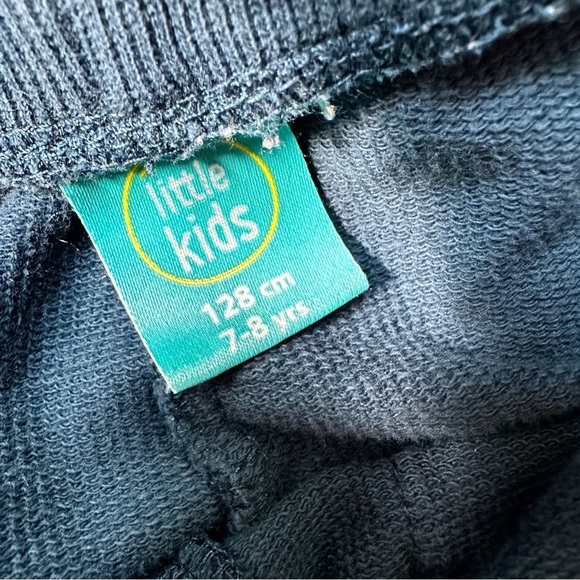 little
kids
128 cm
7-8 yrs